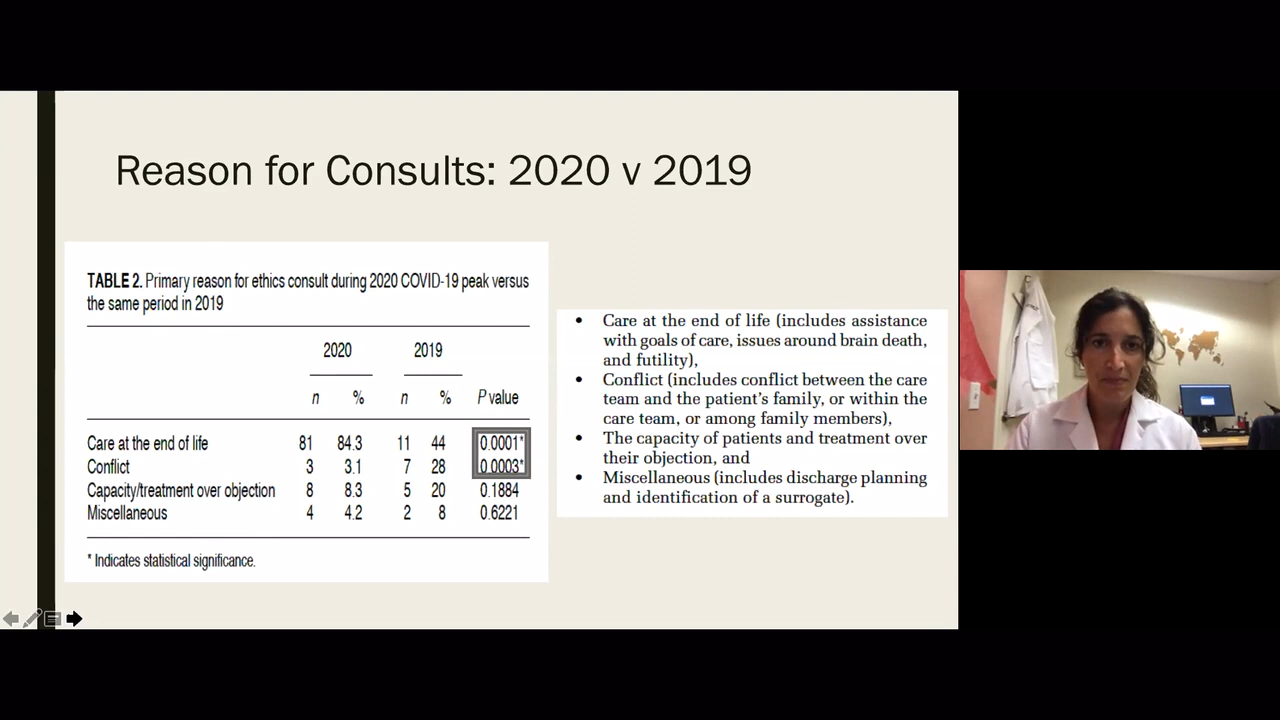 Reason for Consults: 2020 v 2019
TABLE 2. Primary reason for ethics consult during 2020 COVID-19 peak versus
the same period in 2019
2020 2019
n % n % P value
Care at the end of life 81 84.3 11 44 0.0001*
Conflict 3 3.1 7 28 0.0003*
Capacity/treatment over objection 8 8.3 5 20 0.1884
Miscellaneous 4 4.2 2 8 0.6221
* Indicates statistical significance.
• Care at the end of life (includes assistance
with goals of care, issues around brain death,
and futility),
• Conflict (includes conflict between the care
team and the patient's family, or within the
care team, or among family members),
• The capacity of patients and treatment over
their objection, and
• Miscellaneous (includes discharge planning
and identification of a surrogate).